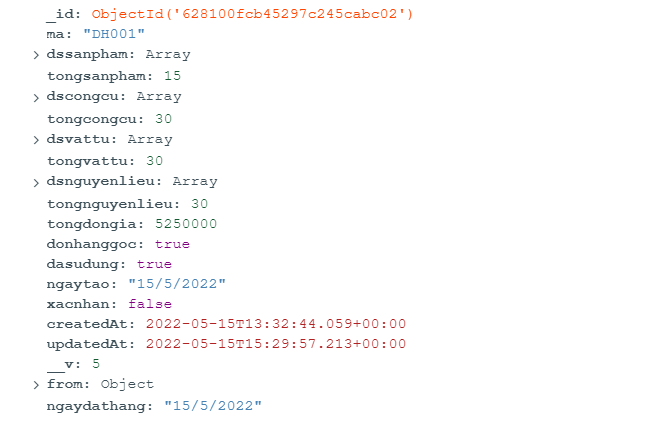 _id: ObjectId('628100fcb45297c245cabc02')
ma: "DH001"
dssanpham: Array
tongsanpham: 15
dscongcu: Array
tongcongcu: 30
dsvattu: Array
tongvattu: 30
dsnguyenlieu: Array
tongnguyenlieu: 30
tongdongia: 5250000
donhanggoc: true
dasudung: true
ngaytao: "15/5/2022"
xacnhan: false
createdAt: 2022-05-15T13:32:44.059+00:00
updatedAt: 2022-05-15T15:29:57.213+00:00
__v: 5
from: Object
ngaydathang: "15/5/2022"